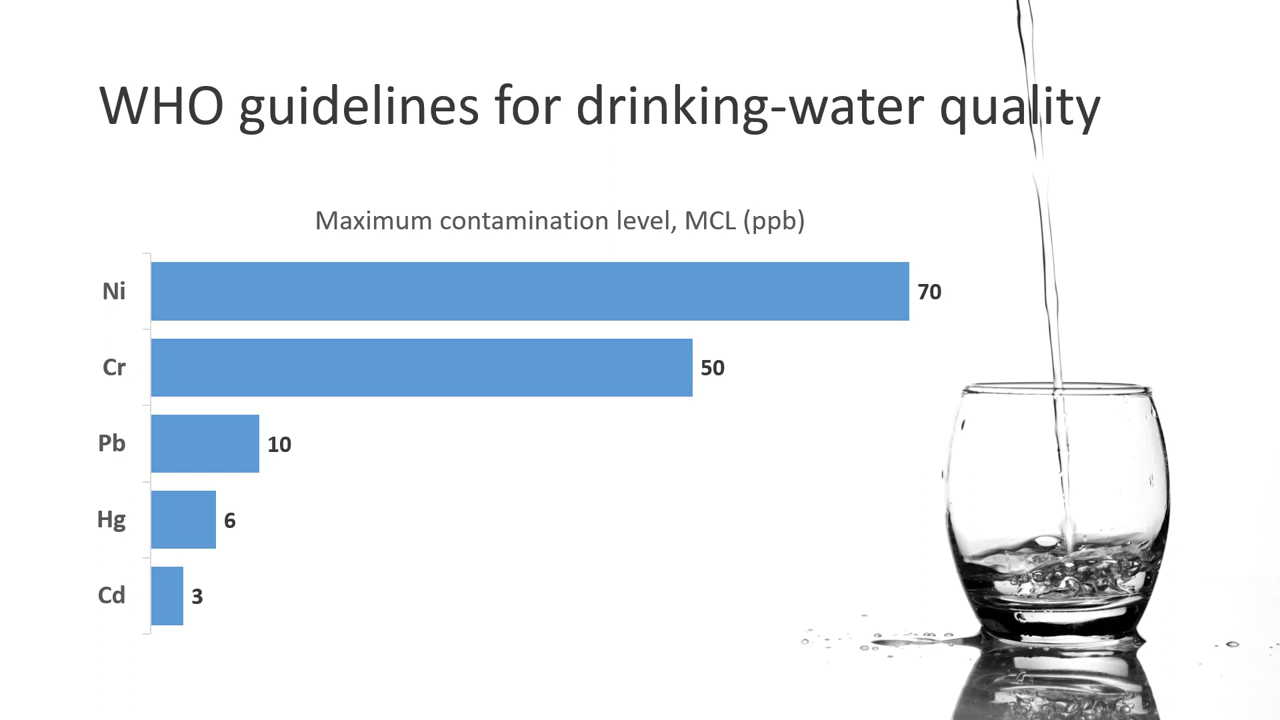 WHO guidelines for drinking-water quality
Maximum contamination level, MCL (ppb)
Ni 70
Cr 50
Pb 10
Hg 6
Cd 3